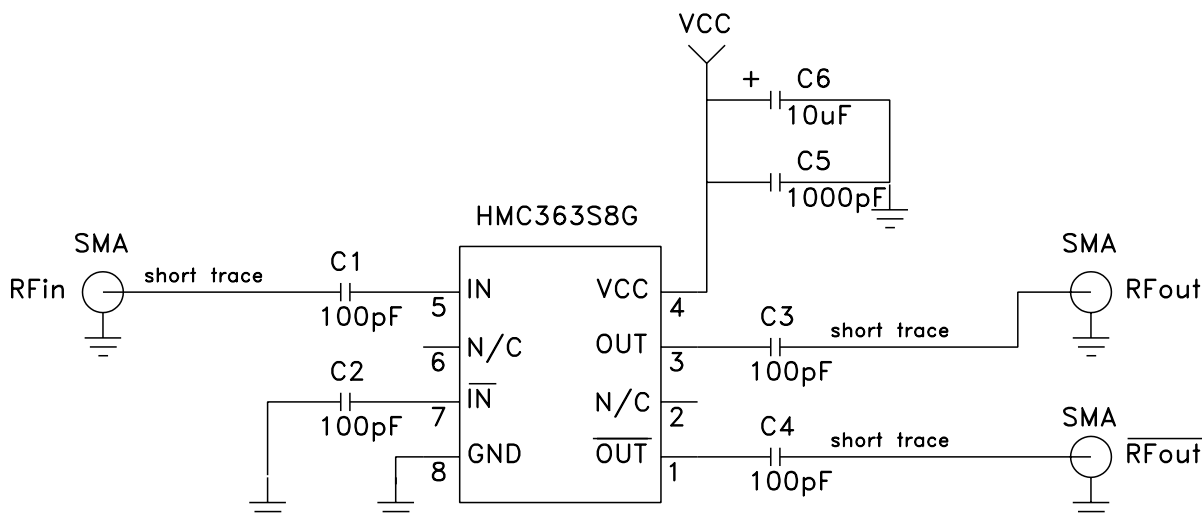 VCC
+ C6
10uF
C5
1000pF
HMC363S8G
SMA
RFin
short trace
C1
100pF
5 IN
VCC 4
SMA
RFout
6 N/C
OUT 3
C3
100pF
short trace
C2
100pF
7 IN
N/C 2
8 GND
OUT 1
C4
100pF
short trace
SMA
RFout